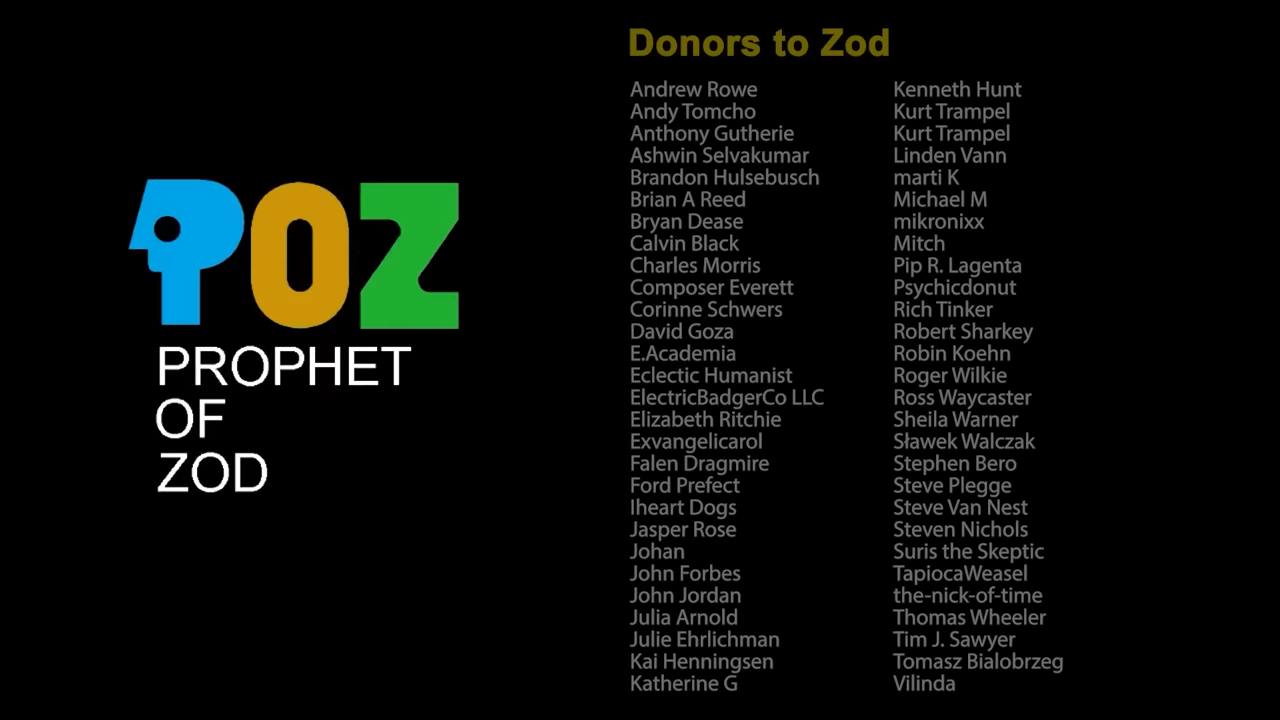 POZ
PROPHET
OF
ZOD
Donors to Zod
Andrew Rowe
Andy Tomcho
Anthony Gutherie
Ashwin Selvakumar
Brandon Hulsebusch
Brian A Reed
Bryan Dease
Calvin Black
Charles Morris
Composer Everett
Corinne Schwers
David Goza
E.Academia
Eclectic Humanist
ElectricBadgerCo LLC
Elizabeth Ritchie
Exvangelicarol
Falen Dragmire
Ford Prefect
Iheart Dogs
Jasper Rose
Johan
John Forbes
John Jordan
Julia Arnold
Julie Ehrlichman
Kai Henningsen
Katherine G
Kenneth Hunt
Kurt Trampel
Kurt Trampel
Linden Vann
marti K
Michael M
mikronixx
Mitch
Pip R. Lagenta
Psychicdonut
Rich Tinker
Robert Sharkey
Robin Koehn
Roger Wilkie
Ross Waycaster
Sheila Warner
Sławek Walczak
Stephen Bero
Steve Plegge
Steve Van Nest
Steven Nichols
Suris the Skeptic
TapiocaWeasel
the-nick-of-time
Thomas Wheeler
Tim J. Sawyer
Tomasz Bialobrzeg
Vilinda